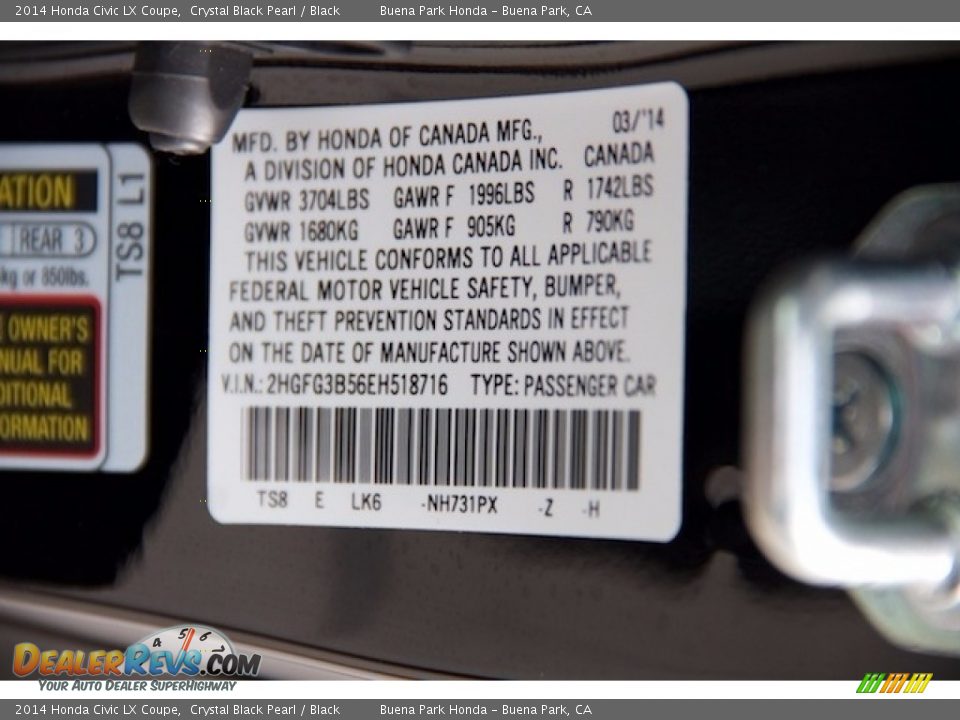 2014 Honda Civic LX Coupe,  Crystal Black Pearl / Black  Buena Park Honda - Buena Park, CA
MFD. BY HONDA OF CANADA MFG., 03/'14
A DIVISION OF HONDA CANADA INC. CANADA
GVWR 3704LBS GAWR F 1996LBS R 1742LBS
GVWR 1680KG GAWR F 905KG R 790KG
THIS VEHICLE CONFORMS TO ALL APPLICABLE
FEDERAL MOTOR VEHICLE SAFETY, BUMPER,
AND THEFT PREVENTION STANDARDS IN EFFECT
ON THE DATE OF MANUFACTURE SHOWN ABOVE.
V.I.N.: 2HGFG3B56EH518716 TYPE: PASSENGER CAR
TS8 E LK6 -NH731PX -Z -H
ATION
REAR 3
kg or 850lbs.
E OWNER'S
NUAL FOR
DITIONAL
ORMATION
TS8 L1
4 5 6
DEALERREVS.COM
YOUR AUTO DEALER SUPERHIGHWAY
2014 Honda Civic LX Coupe,  Crystal Black Pearl / Black  Buena Park Honda - Buena Park, CA